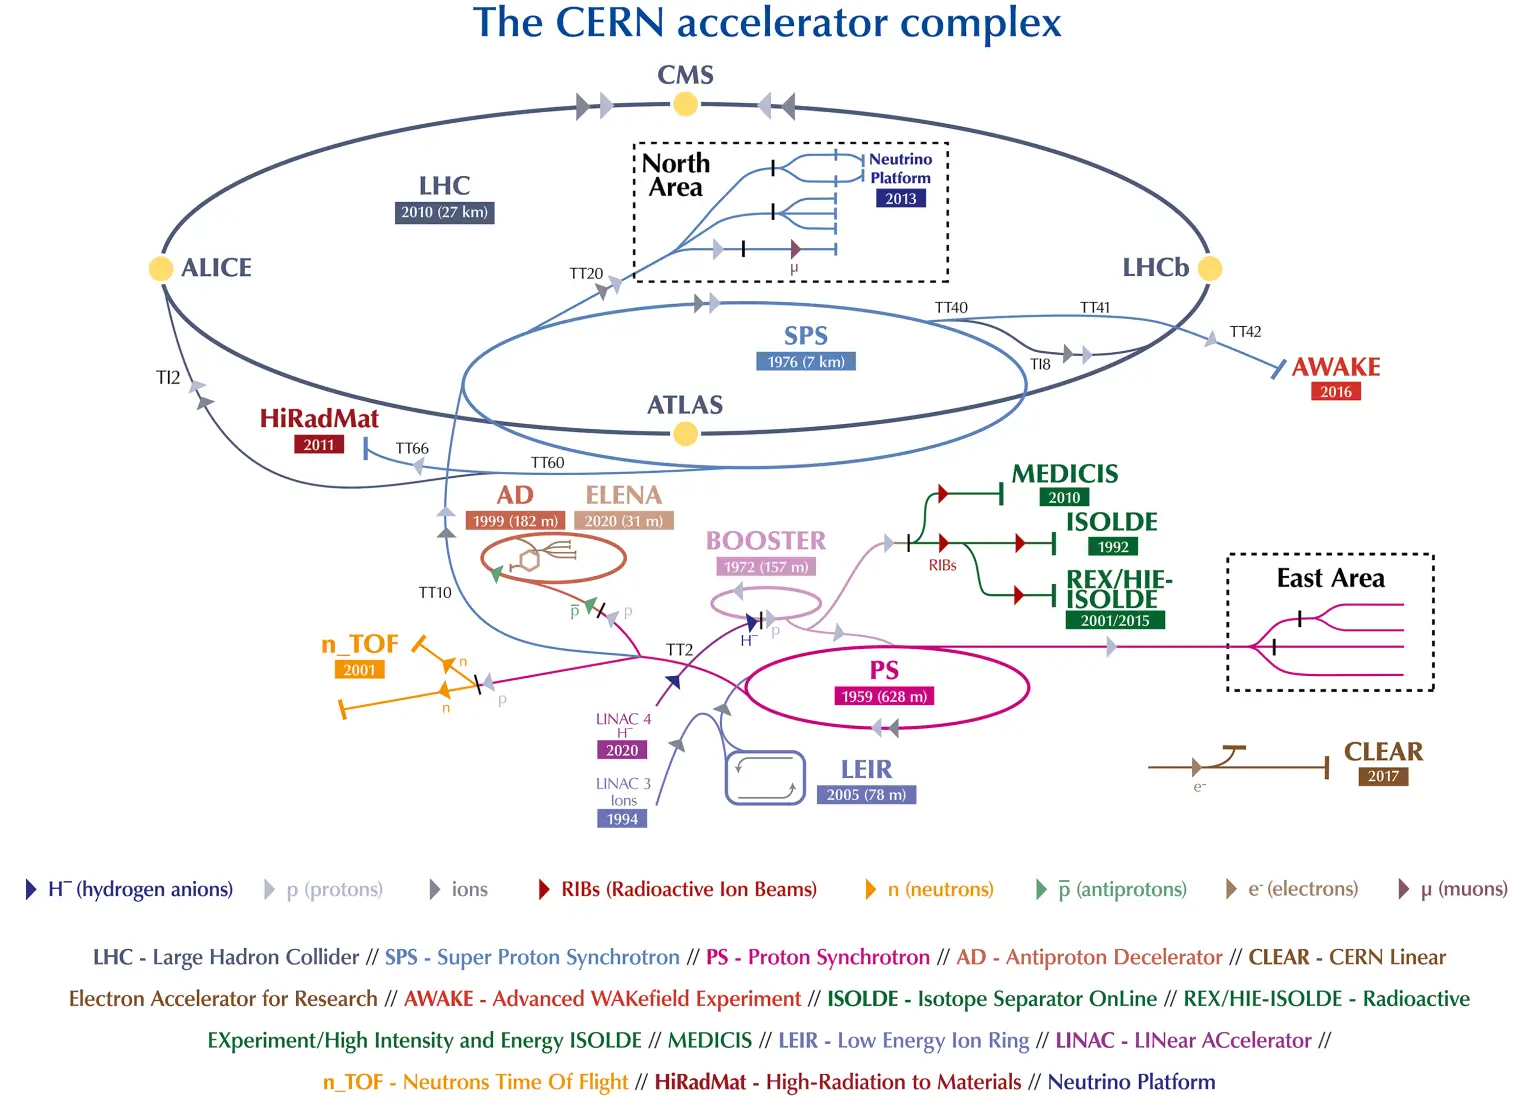 The CERN accelerator complex
CMS
North
Area
Neutrino
Platform
2013
LHC
2010 (27 km)
μ
ALICE
LHCb
TT20
TT40
TT41
TT42
SPS
1976 (7 km)
TI8
AWAKE
2016
TI2
HiRadMat
2011
ATLAS
TT66
TT60
MEDICIS
2010
AD
1999 (182 m)
ELENA
2020 (31 m)
ISOLDE
1992
BOOSTER
1972 (157 m)
RIBs
REX/HIE-
ISOLDE
2001/2015
East Area
TT10
p̅
p
H⁻
p
n_TOF
2001
n
n
p
TT2
PS
1959 (628 m)
LINAC 4
H⁻
2020
LINAC 3
Ions
1994
LEIR
2005 (78 m)
CLEAR
2017
e-
H⁻ (hydrogen anions)
p (protons)
ions
RIBs (Radioactive Ion Beams)
n (neutrons)
p̅ (antiprotons)
e- (electrons)
μ (muons)
LHC - Large Hadron Collider // SPS - Super Proton Synchrotron // PS - Proton Synchrotron // AD - Antiproton Decelerator // CLEAR - CERN Linear
Electron Accelerator for Research // AWAKE - Advanced WAKefield Experiment // ISOLDE - Isotope Separator OnLine // REX/HIE-ISOLDE - Radioactive
EXperiment/High Intensity and Energy ISOLDE // MEDICIS // LEIR - Low Energy Ion Ring // LINAC - LINear ACcelerator //
n_TOF - Neutrons Time Of Flight // HiRadMat - High-Radiation to Materials // Neutrino Platform